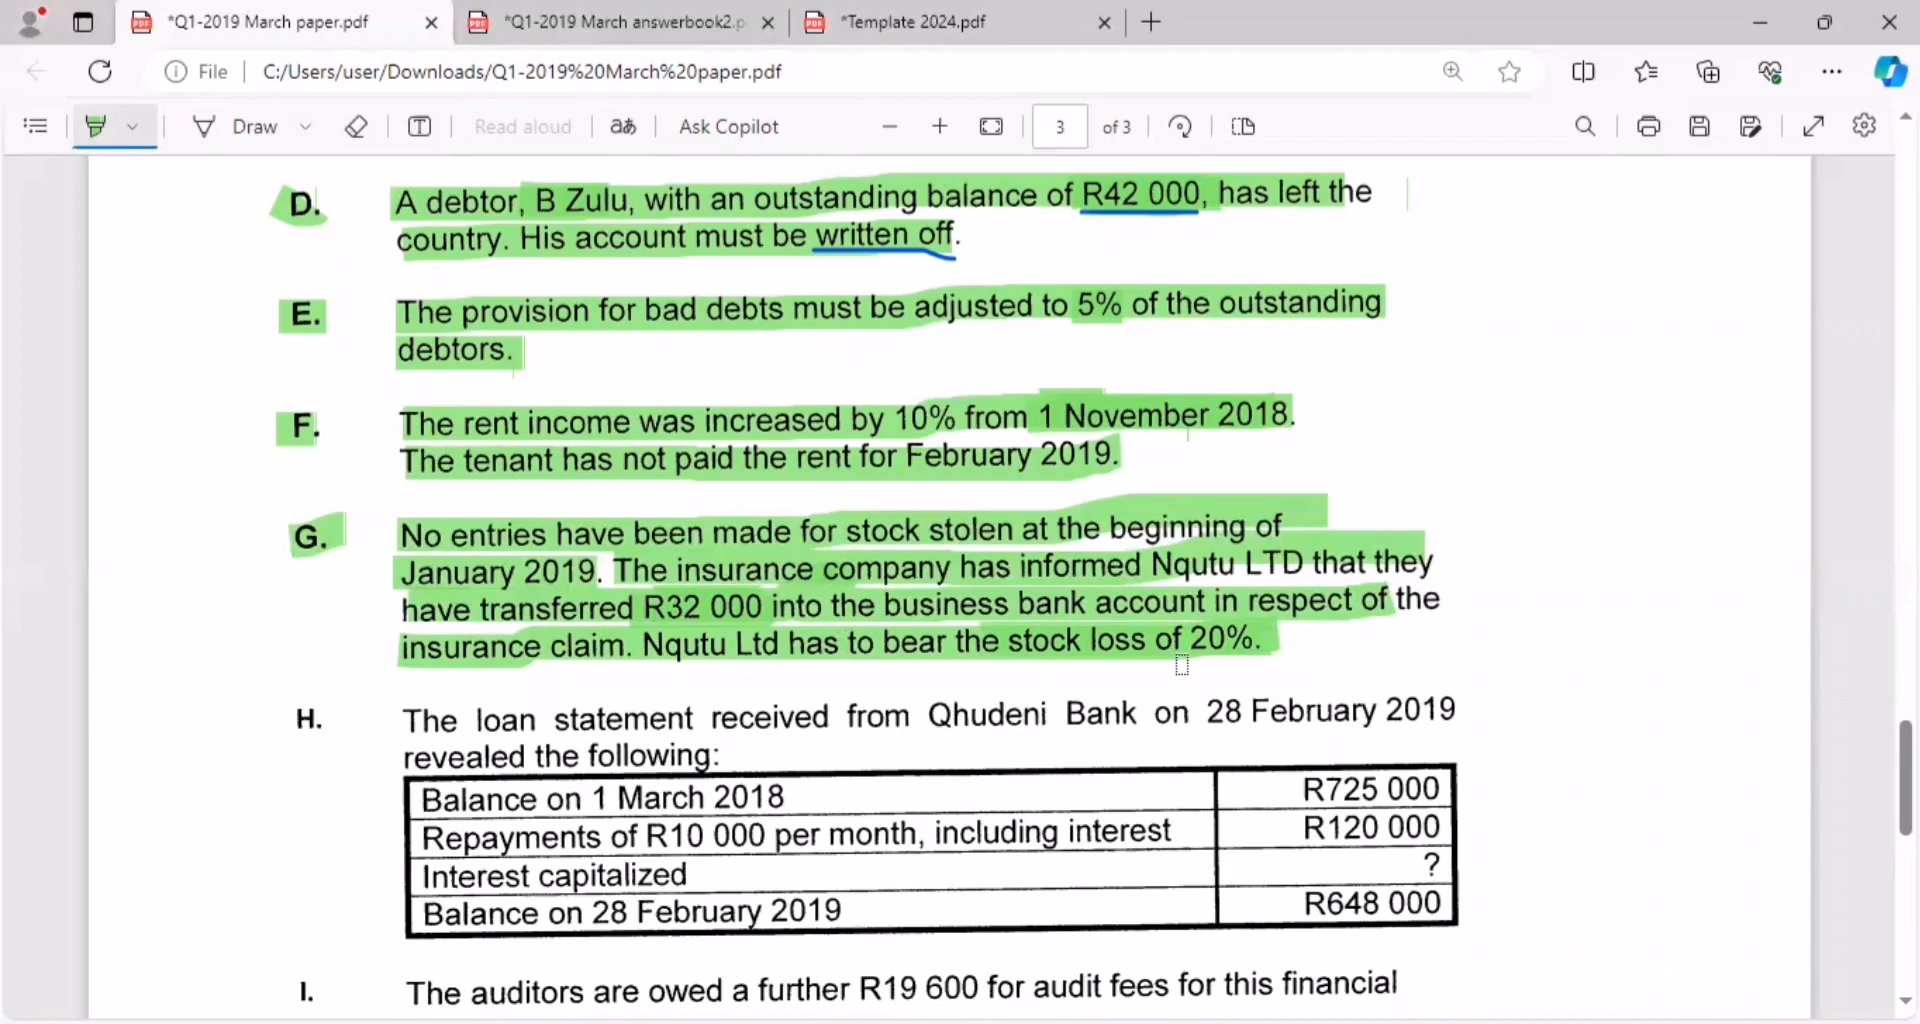 *Q1-2019 March paper.pdf
*Q1-2019 March answerbook2.p
*Template 2024.pdf
File
C:/Users/user/Downloads/Q1-2019%20March%20paper.pdf
Draw
Read aloud
aあ
Ask Copilot
3
of 3
D. A debtor, B Zulu, with an outstanding balance of R42 000, has left the
country. His account must be written off.
E. The provision for bad debts must be adjusted to 5% of the outstanding
debtors.
F. The rent income was increased by 10% from 1 November 2018.
The tenant has not paid the rent for February 2019.
G. No entries have been made for stock stolen at the beginning of
January 2019. The insurance company has informed Nqutu LTD that they
have transferred R32 000 into the business bank account in respect of the
insurance claim. Nqutu Ltd has to bear the stock loss of 20%.
H. The loan statement received from Qhudeni Bank on 28 February 2019
revealed the following:
Balance on 1 March 2018 R725 000
Repayments of R10 000 per month, including interest R120 000
Interest capitalized ?
Balance on 28 February 2019 R648 000
I. The auditors are owed a further R19 600 for audit fees for this financial